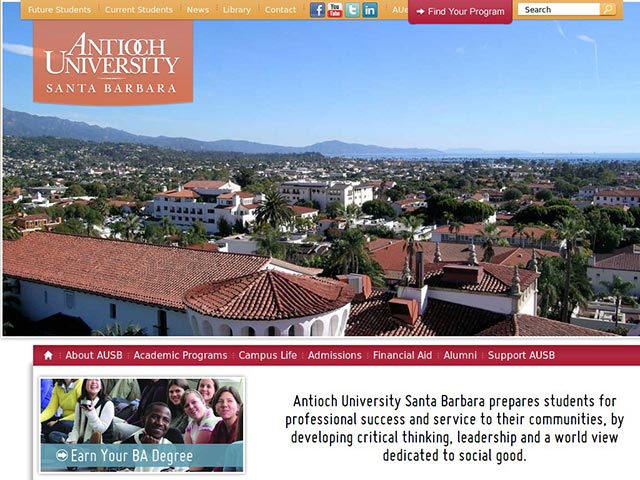 Future Students Current Students News Library Contact f You Tube t in Find Your Program Search
ANTIOCH
UNIVERSITY
SANTA BARBARA
About AUSB Academic Programs Campus Life Admissions Financial Aid Alumni Support AUSB
Antioch University Santa Barbara prepares students for
professional success and service to their communities, by
developing critical thinking, leadership and a world view
dedicated to social good.
Earn Your BA Degree